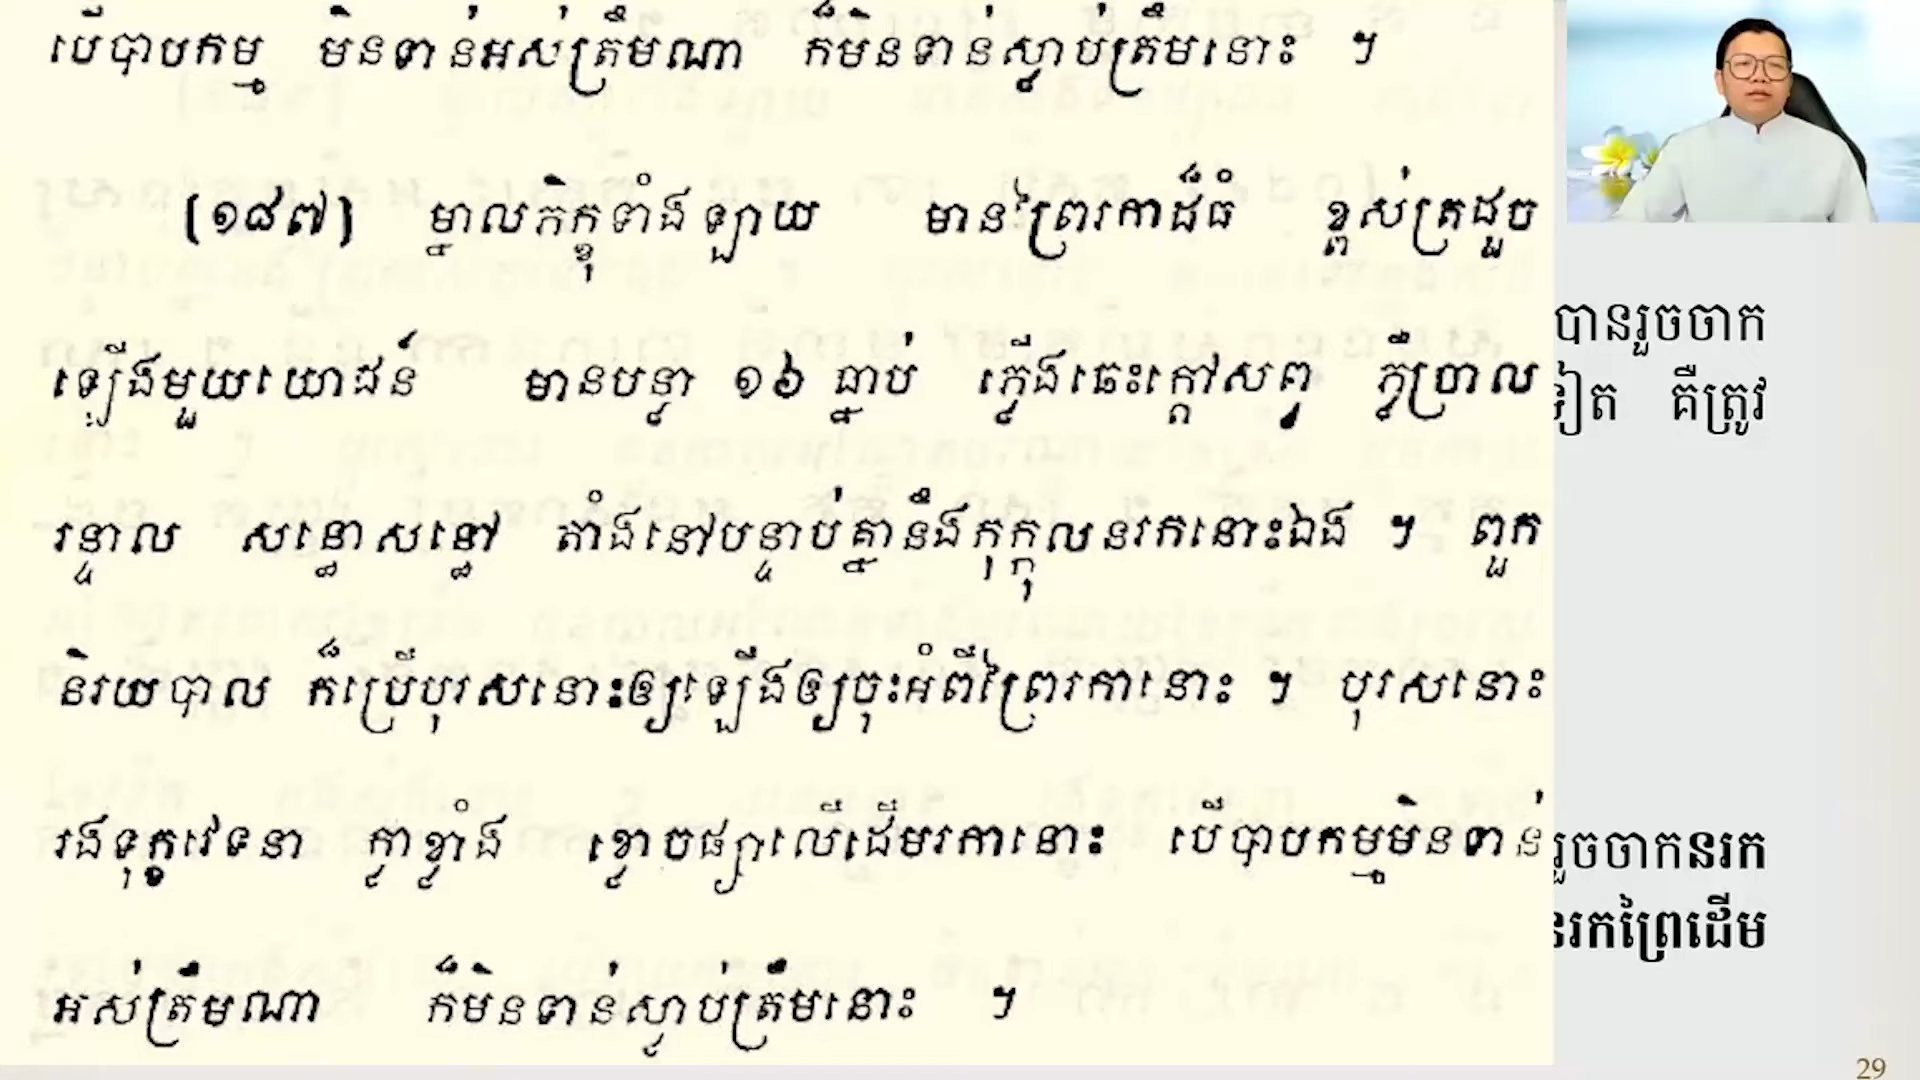 បើបាបកម្ម មិនទាន់អស់ត្រឹមណា ក៏មិនទាន់ស្លាប់ត្រឹមនោះ ។
(១៨៧) ម្នាលភិក្ខុទាំងឡាយ មានព្រៃរកាដ៏ធំ ខ្ពស់ត្រដួច
ឡើងមួយយោជន៍ មានបន្លា ១៦ ធ្នាប់ ភ្លើងឆេះក្តៅសព្វ ភ្លឺច្រាល
រន្ទាល សន្ធោសន្ធៅ តាំងនៅបន្ទាប់គ្នានឹងកុក្កុលនរកនោះឯង ។ ពួក
និរយបាល ក៏ប្រើបុរសនោះឲ្យឡើងឲ្យចុះអំពីព្រៃរកានោះ ។ បុរសនោះ
រងទុក្ខវេទនា ក្លាខ្លាំង ខ្លោចផ្សាលើដើមរកានោះ បើបាបកម្មមិនទាន់
អស់ត្រឹមណា ក៏មិនទាន់ស្លាប់ត្រឹមនោះ ។
បានរួចចាក
ទៀត គឺត្រូវ
រួចចាកនរក
នរកព្រៃដើម
29